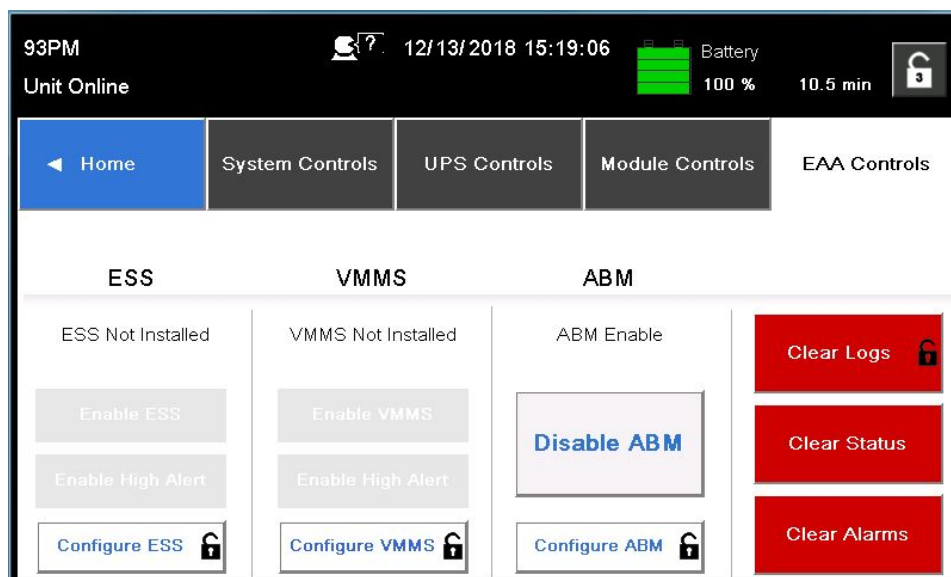 93PM ? 12/13/2018 15:19:06 Battery
Unit Online 100 % 10.5 min 3
◄ Home System Controls UPS Controls Module Controls EAA Controls
ESS VMMS ABM
ESS Not Installed VMMS Not Installed ABM Enable
Clear Logs
Enable ESS Enable VMMS
Disable ABM Clear Status
Enable High Alert Enable High Alert
Configure ESS Configure VMMS Configure ABM Clear Alarms